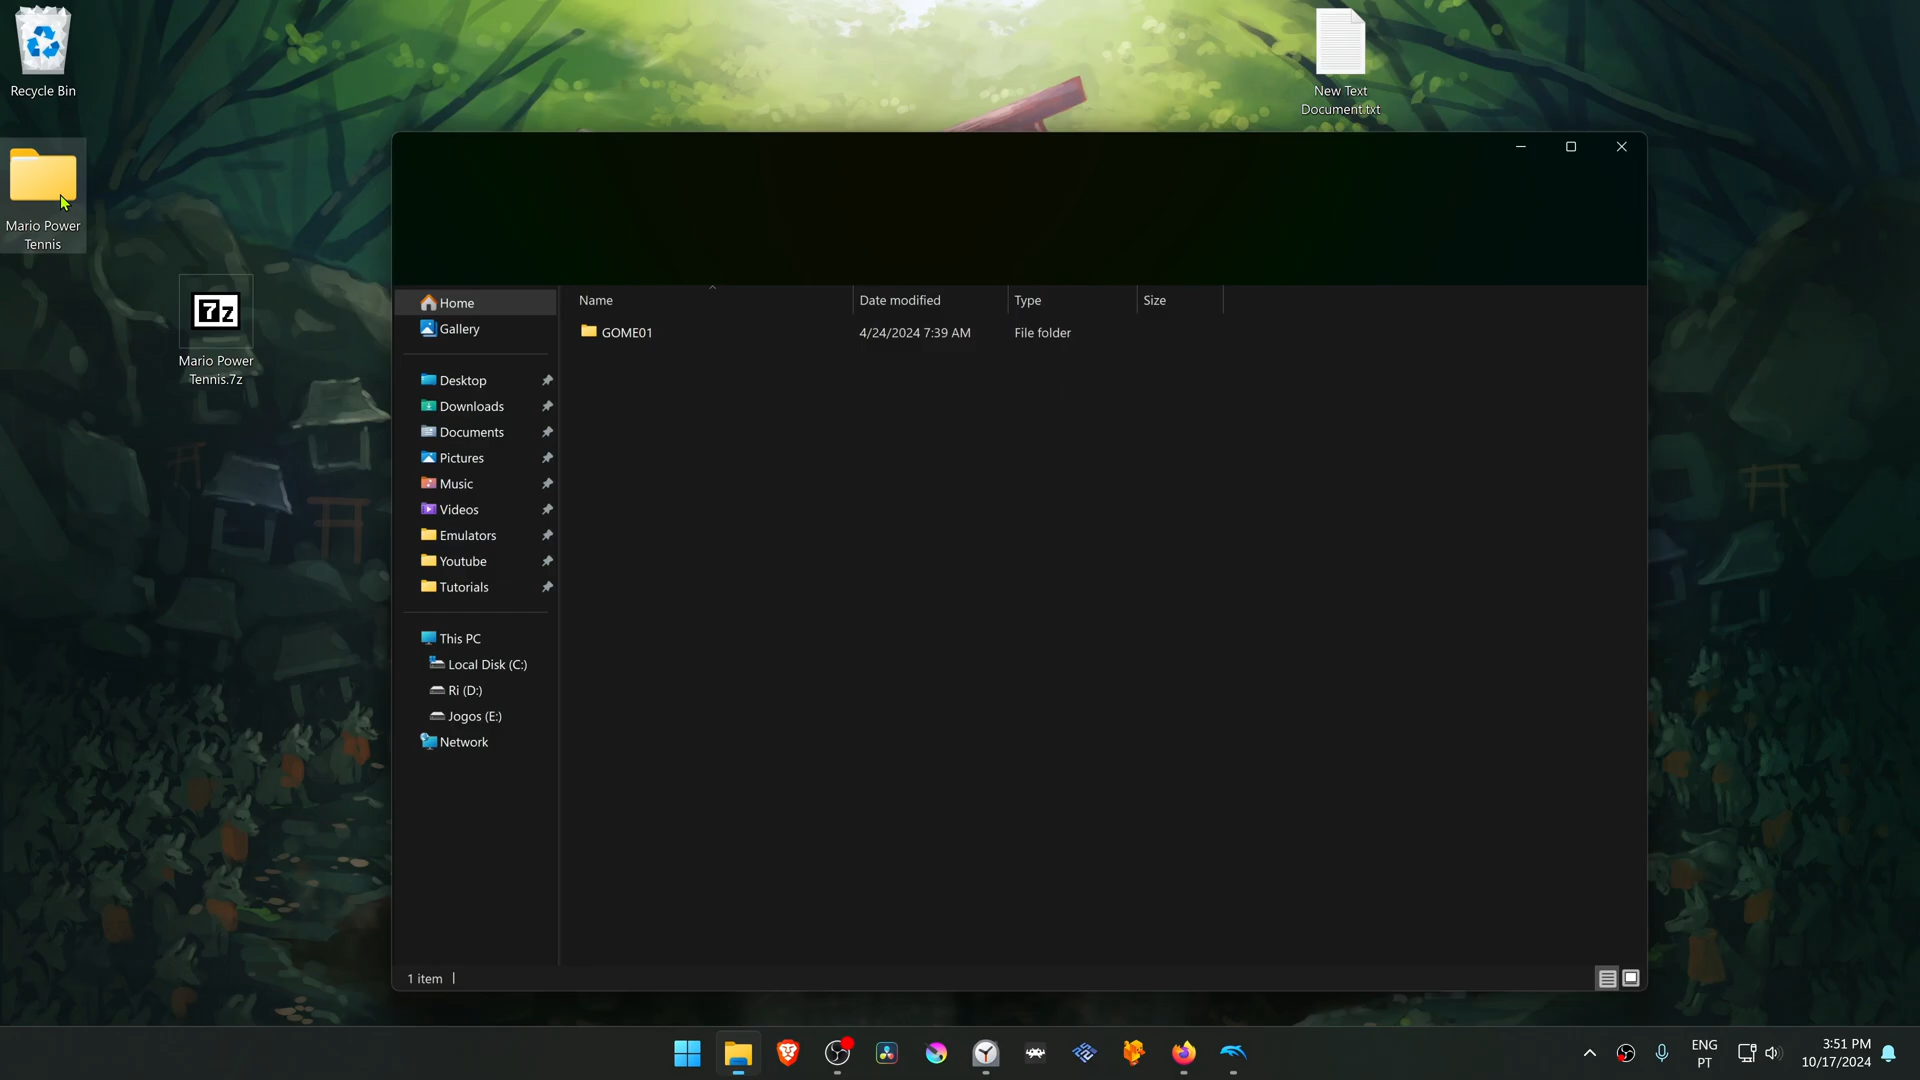 Recycle Bin
New Text
Document.txt
Mario Power
Tennis
7z
Mario Power
Tennis.7z
Home
Gallery
Desktop
Downloads
Documents
Pictures
Music
Videos
Emulators
Youtube
Tutorials
This PC
Local Disk (C:)
Ri (D:)
Jogos (E:)
Network
Name
Date modified
Type
Size
GOME01
4/24/2024 7:39 AM
File folder
1 item
ENG
PT
3:51 PM
10/17/2024